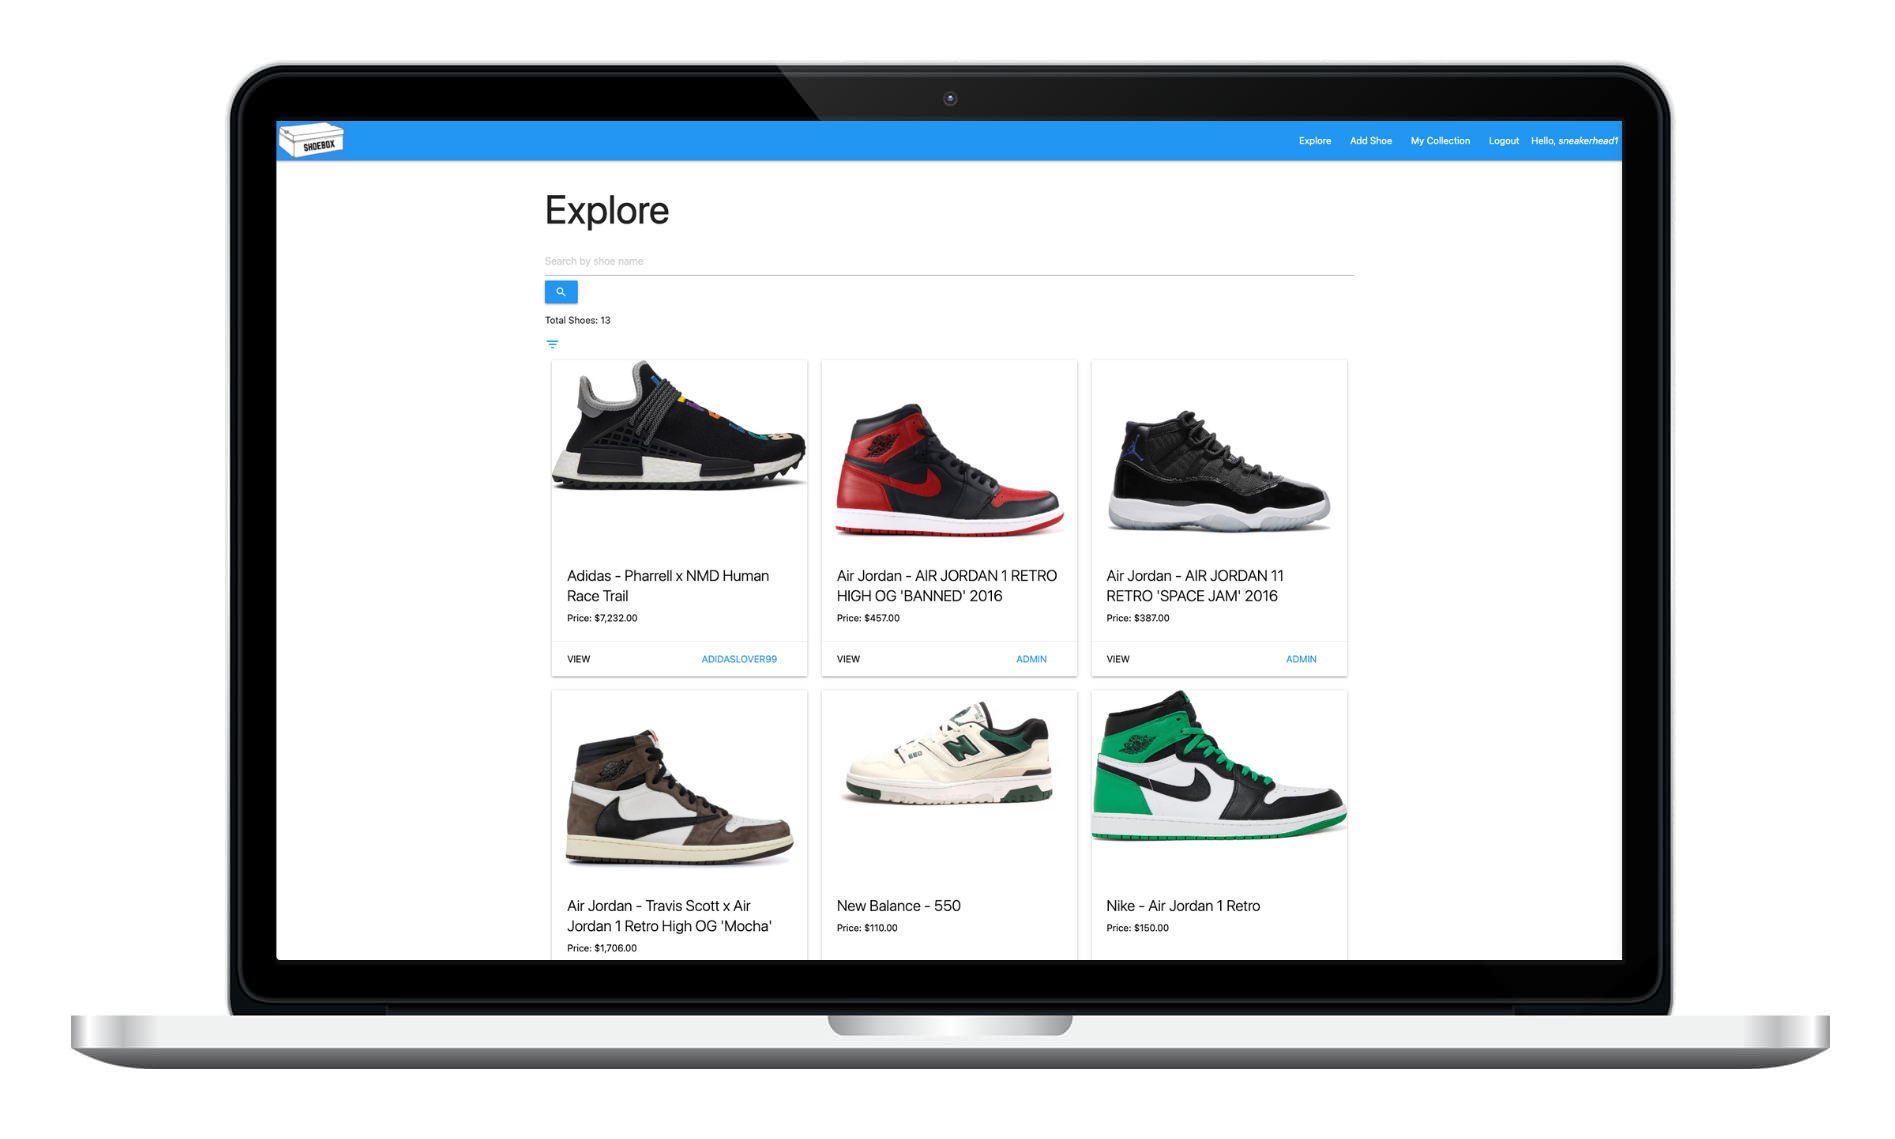 SHOEBOX
Explore Add Shoe My Collection Logout Hello, sneakerhead1
Explore
Search by shoe name
Total Shoes: 13
Adidas - Pharrell x NMD Human
Race Trail
Price: $7,232.00
VIEW ADIDASLOVER99
Air Jordan - AIR JORDAN 1 RETRO
HIGH OG 'BANNED' 2016
Price: $457.00
VIEW ADMIN
Air Jordan - AIR JORDAN 11
RETRO 'SPACE JAM' 2016
Price: $387.00
VIEW ADMIN
Air Jordan - Travis Scott x Air
Jordan 1 Retro High OG 'Mocha'
Price: $1,706.00
550
N
New Balance - 550
Price: $110.00
Nike - Air Jordan 1 Retro
Price: $150.00